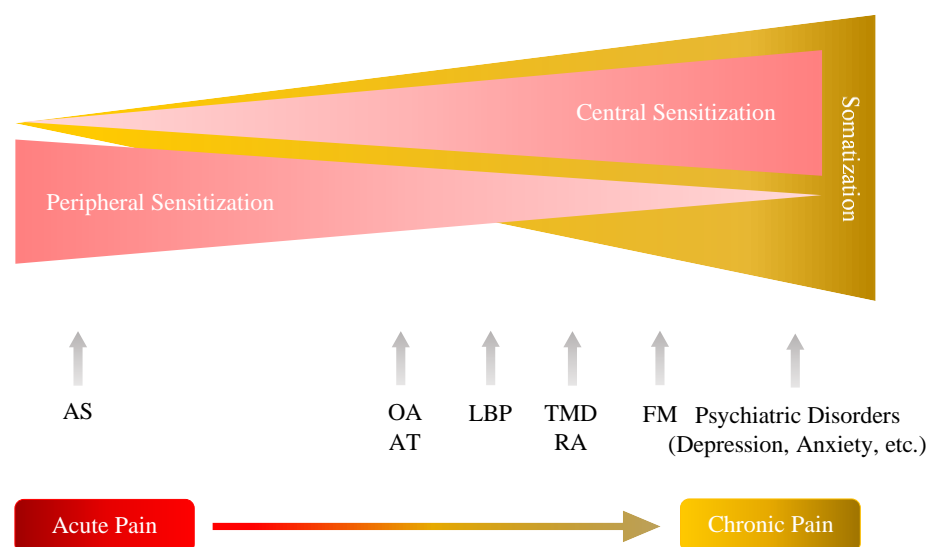 Central Sensitization
Somatization
Peripheral Sensitization
AS
OA
AT
LBP
TMD
RA
FM
Psychiatric Disorders
(Depression, Anxiety, etc.)
Acute Pain
Chronic Pain